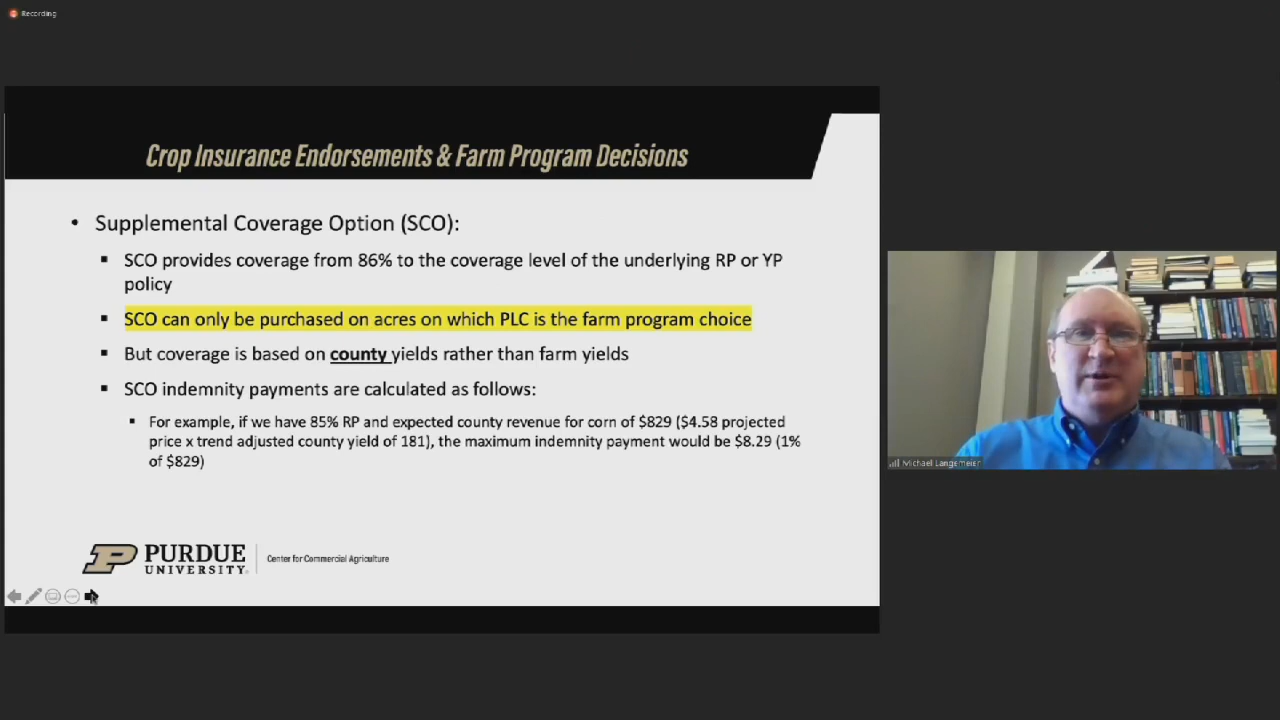 Recording
Crop Insurance Endorsements & Farm Program Decisions
• Supplemental Coverage Option (SCO):
▪ SCO provides coverage from 86% to the coverage level of the underlying RP or YP
policy
▪ SCO can only be purchased on acres on which PLC is the farm program choice
▪ But coverage is based on county yields rather than farm yields
▪ SCO indemnity payments are calculated as follows:
▪ For example, if we have 85% RP and expected county revenue for corn of $829 ($4.58 projected
price x trend adjusted county yield of 181), the maximum indemnity payment would be $8.29 (1%
of $829)
Michael Langemeier
P PURDUE
UNIVERSITY®
Center for Commercial Agriculture